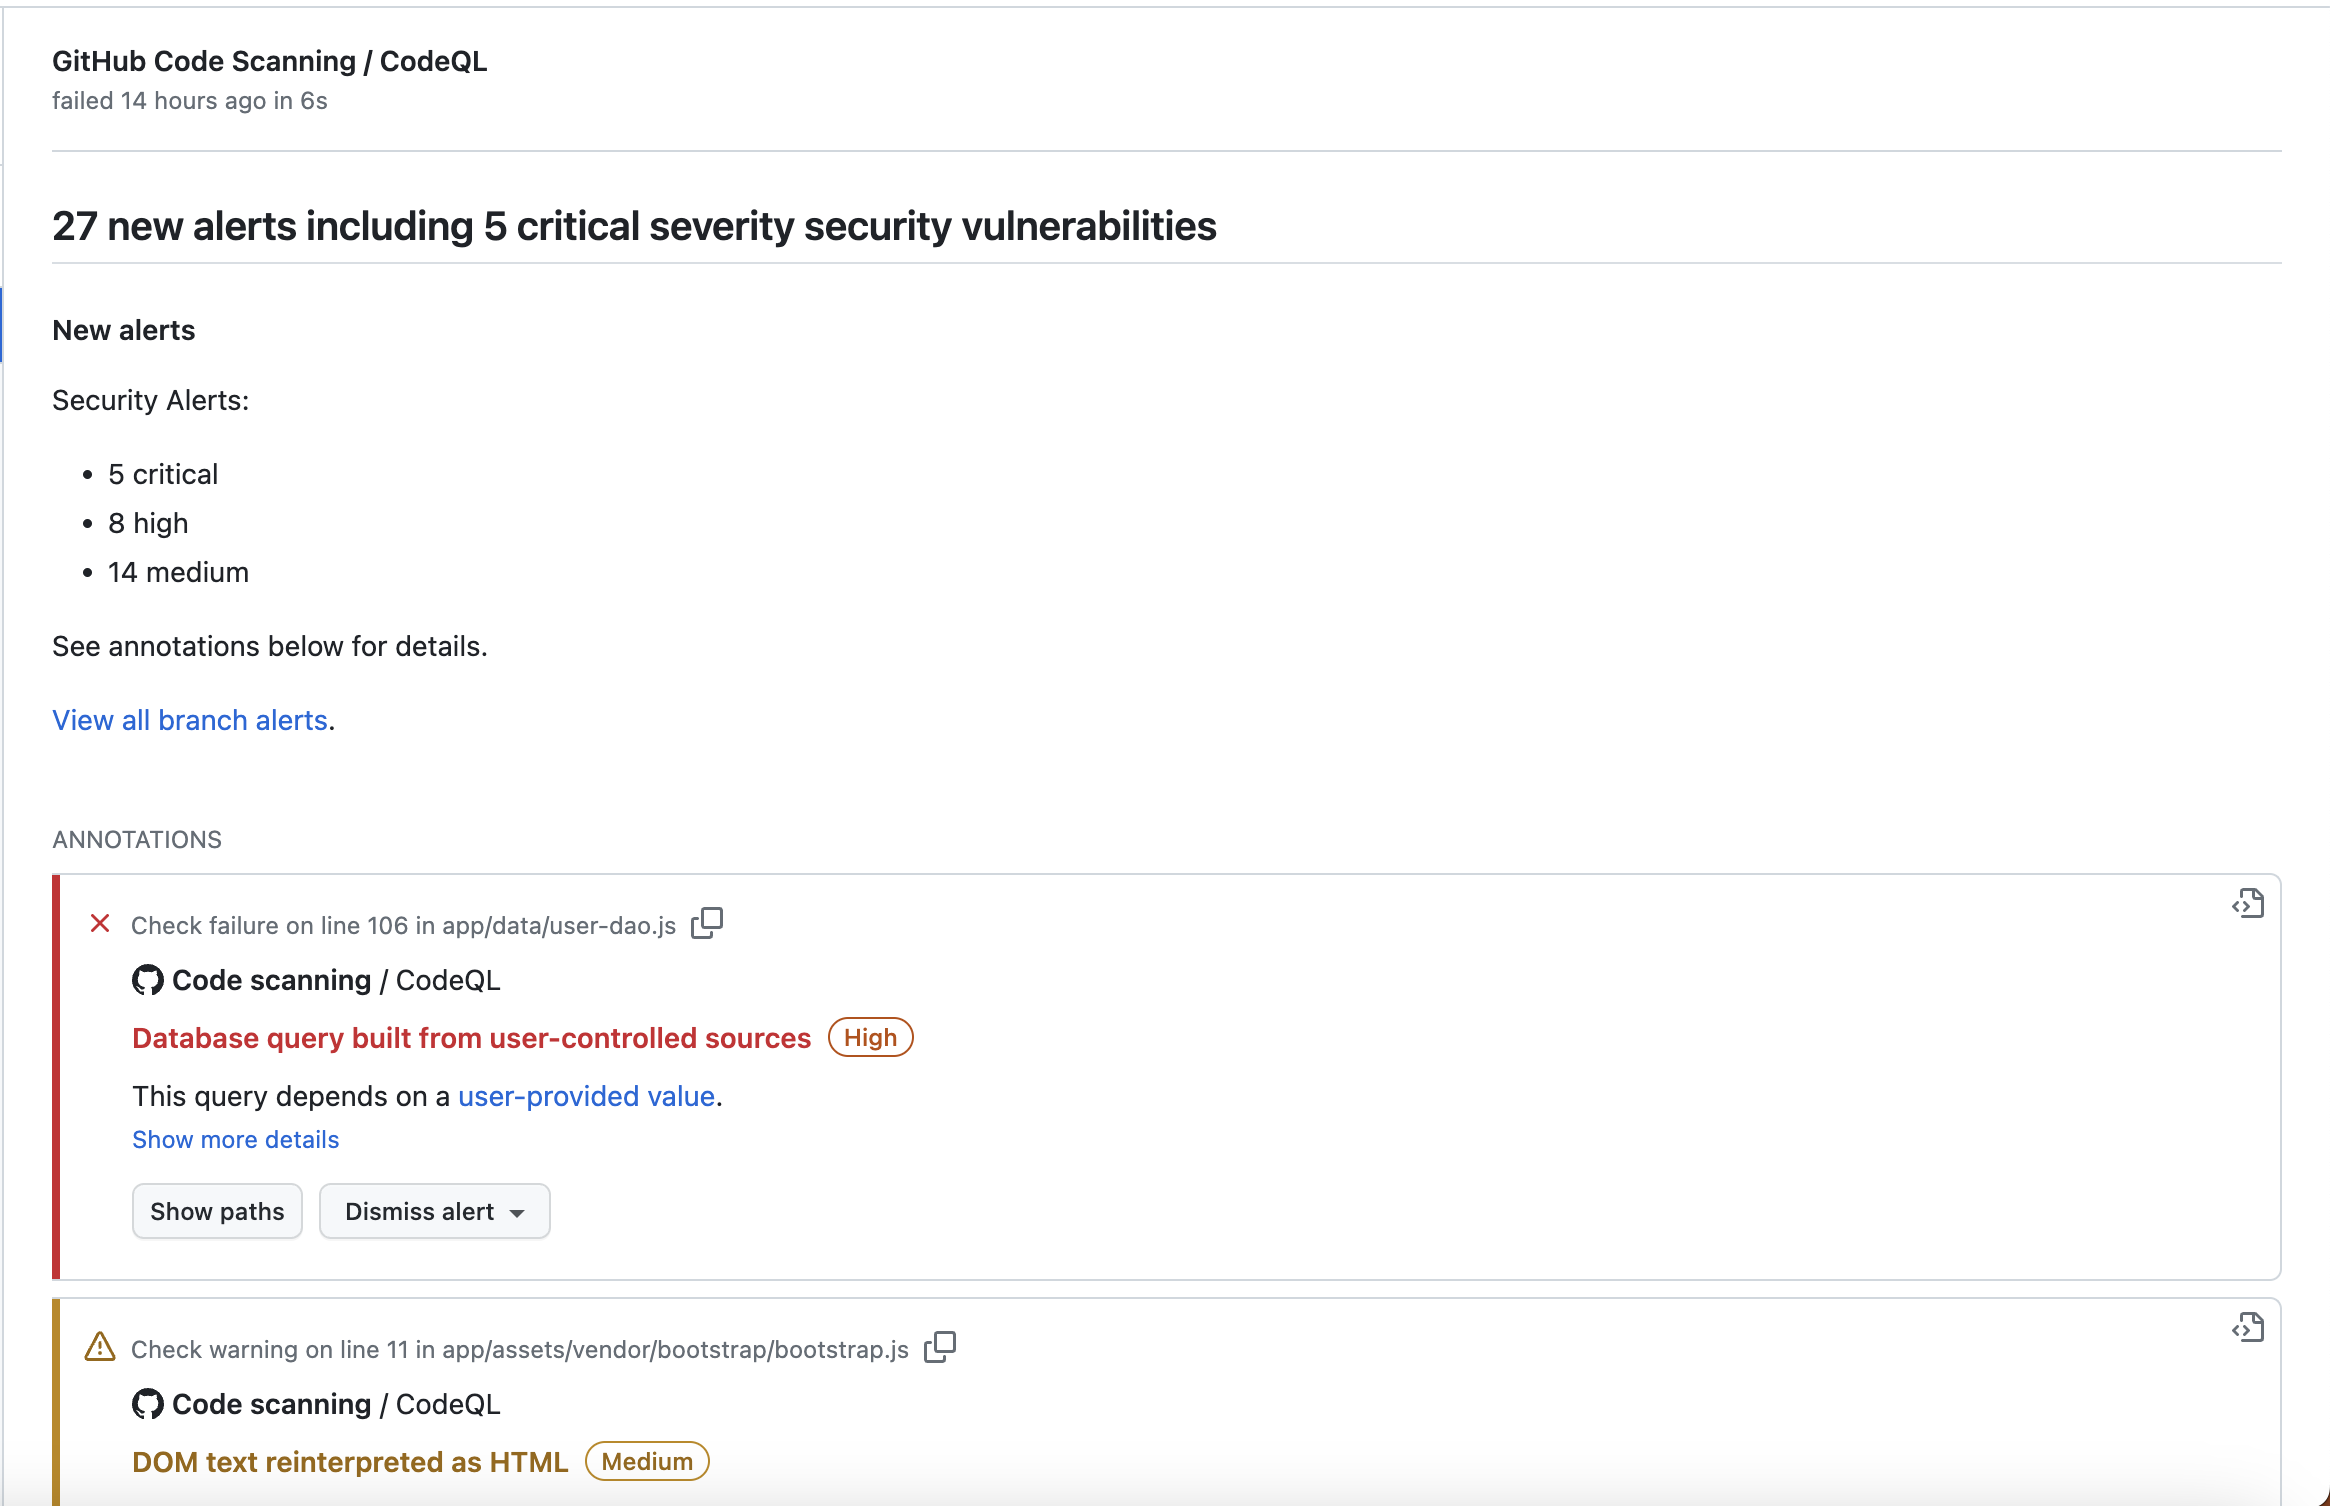 GitHub Code Scanning / CodeQL
failed 14 hours ago in 6s
27 new alerts including 5 critical severity security vulnerabilities
New alerts
Security Alerts:
• 5 critical
• 8 high
• 14 medium
See annotations below for details.
View all branch alerts.
ANNOTATIONS
Check failure on line 106 in app/data/user-dao.js
Code scanning / CodeQL
Database query built from user-controlled sources High
This query depends on a user-provided value.
Show more details
Show paths Dismiss alert
Check warning on line 11 in app/assets/vendor/bootstrap/bootstrap.js
Code scanning / CodeQL
DOM text reinterpreted as HTML Medium